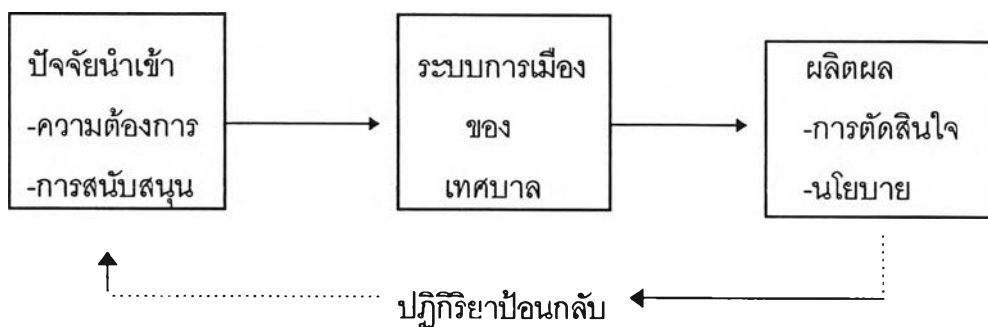 ปัจจัยนำเข้า
-ความต้องการ
-การสนับสนุน
ระบบการเมือง
ของ
เทศบาล
ผลิตผล
-การตัดสินใจ
-นโยบาย
ปฏิกิริยาป้อนกลับ